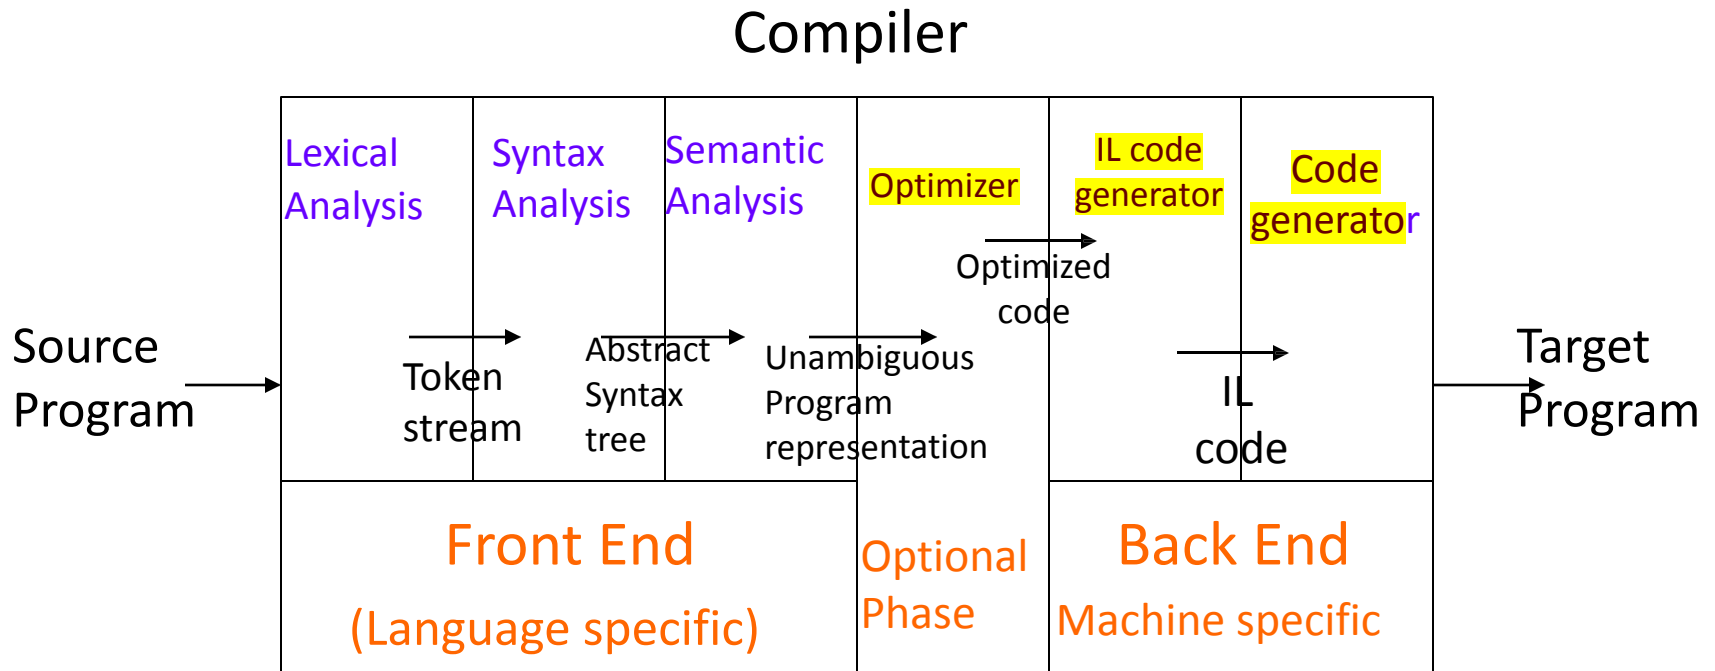 Compiler
Lexical
Analysis
Syntax
Analysis
Semantic
Analysis
Optimizer
IL code
generator
Code
generator
Optimized
code
Source
Program
Token
stream
Abstract
Syntax
tree
Unambiguous
Program
representation
IL
code
Target
Program
Front End
(Language specific)
Optional
Phase
Back End
Machine specific